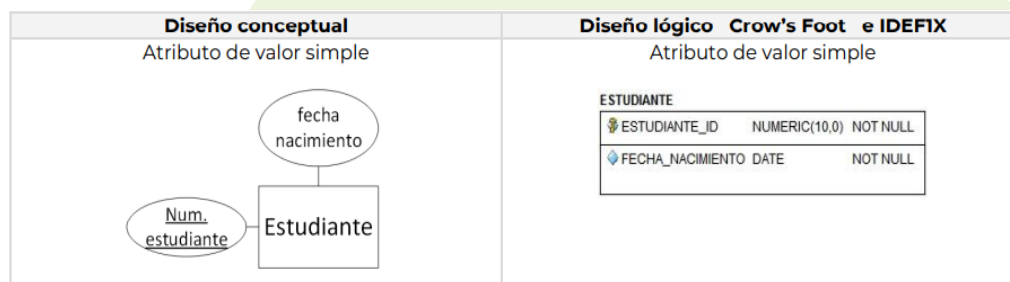 Diseño conceptual
Diseño lógico Crow's Foot e IDEF1X
Atributo de valor simple
Atributo de valor simple
fecha
nacimiento
Num.
estudiante
Estudiante
ESTUDIANTE
ESTUDIANTE_ID NUMERIC(10,0) NOT NULL
FECHA_NACIMIENTO DATE NOT NULL